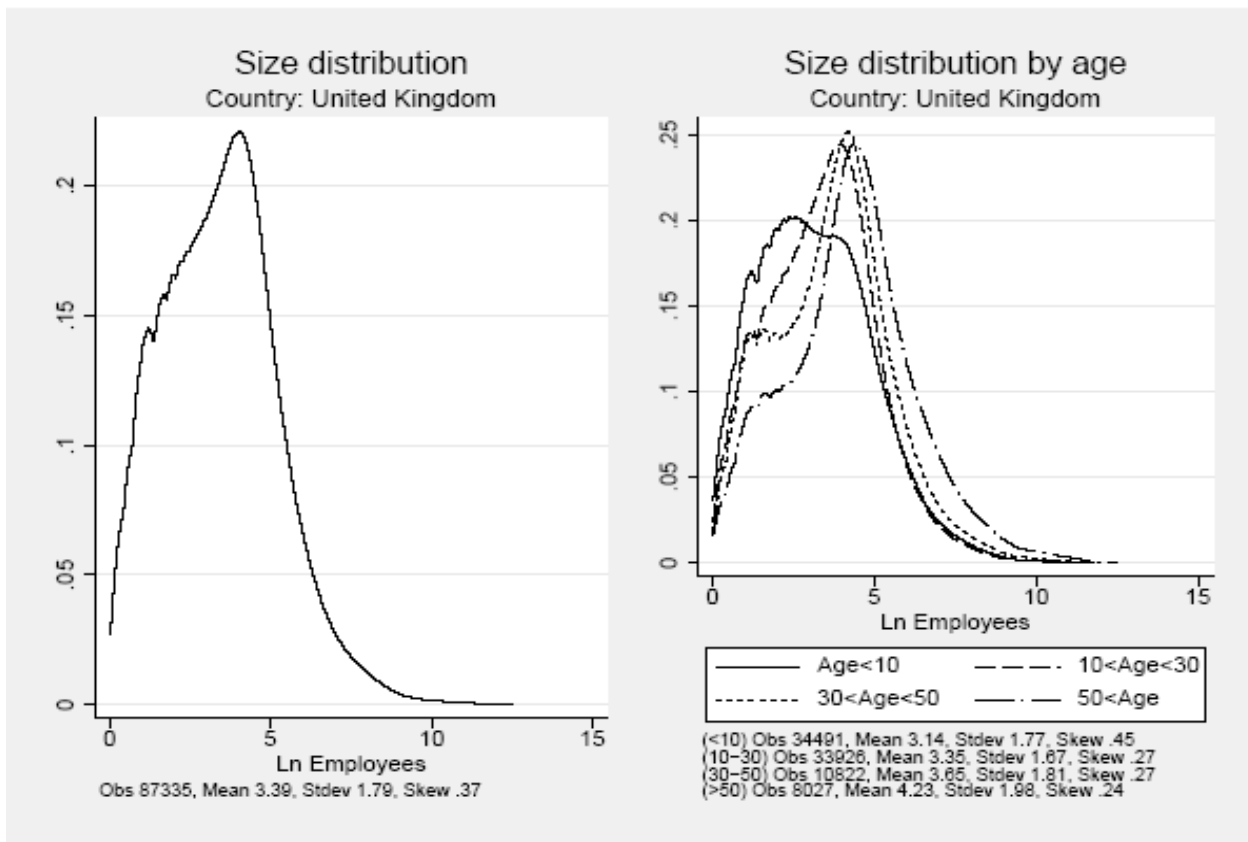 Size distribution
Country: United Kingdom
.2
.15
.1
.05
0
0 5 10 15
Ln Employees
Obs 87335, Mean 3.39, Stdev 1.79, Skew .37
Size distribution by age
Country: United Kingdom
.25
.2
.15
.1
.05
0
0 5 10 15
Ln Employees
Age<10 10<Age<30
30<Age<50 50<Age
(<10) Obs 34491, Mean 3.14, Stdev 1.77, Skew .45
(10-30) Obs 33926, Mean 3.35, Stdev 1.67, Skew .27
(30-50) Obs 10822, Mean 3.65, Stdev 1.81, Skew .27
(>50) Obs 8027, Mean 4.23, Stdev 1.98, Skew .24